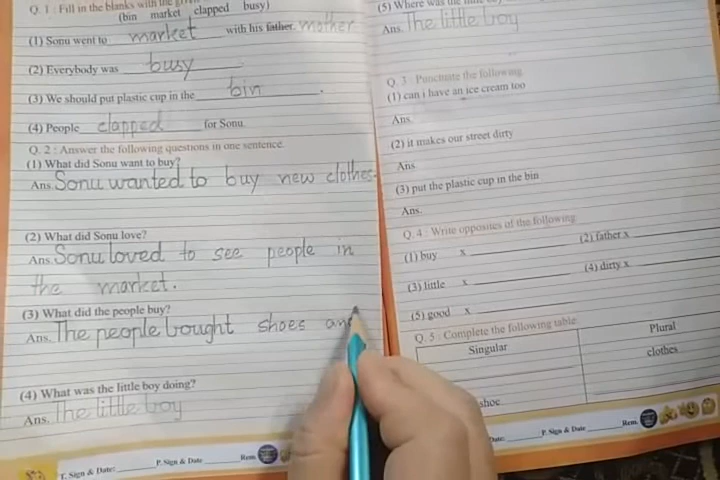 Q. 1 : Fill in the blanks with the given
(bin market clapped busy)
(1) Sonu went to market with his father. mother
(2) Everybody was busy.
(3) We should put plastic cup in the bin.
(4) People clapped for Sonu.
Q. 2 : Answer the following questions in one sentence.
(1) What did Sonu want to buy?
Ans. Sonu wanted to buy new clothes.
(2) What did Sonu love?
Ans. Sonu loved to see people in
the market.
(3) What did the people buy?
Ans. The people bought shoes an
(4) What was the little boy doing?
Ans. The little boy
T. Sign & Date: P. Sign & Date Rem.
(5) Where was the little
Ans. The little boy
Q. 3 : Punctuate the following
(1) can i have an ice cream too
Ans.
(2) it makes our street dirty
Ans.
(3) put the plastic cup in the bin
Ans.
Q. 4 : Write opposites of the following
(1) buy x (2) father x
(3) little x (4) dirty x
(5) good x
Q. 5 : Complete the following table
Singular Plural
clothes
shoe
Date: P. Sign & Date Rem.